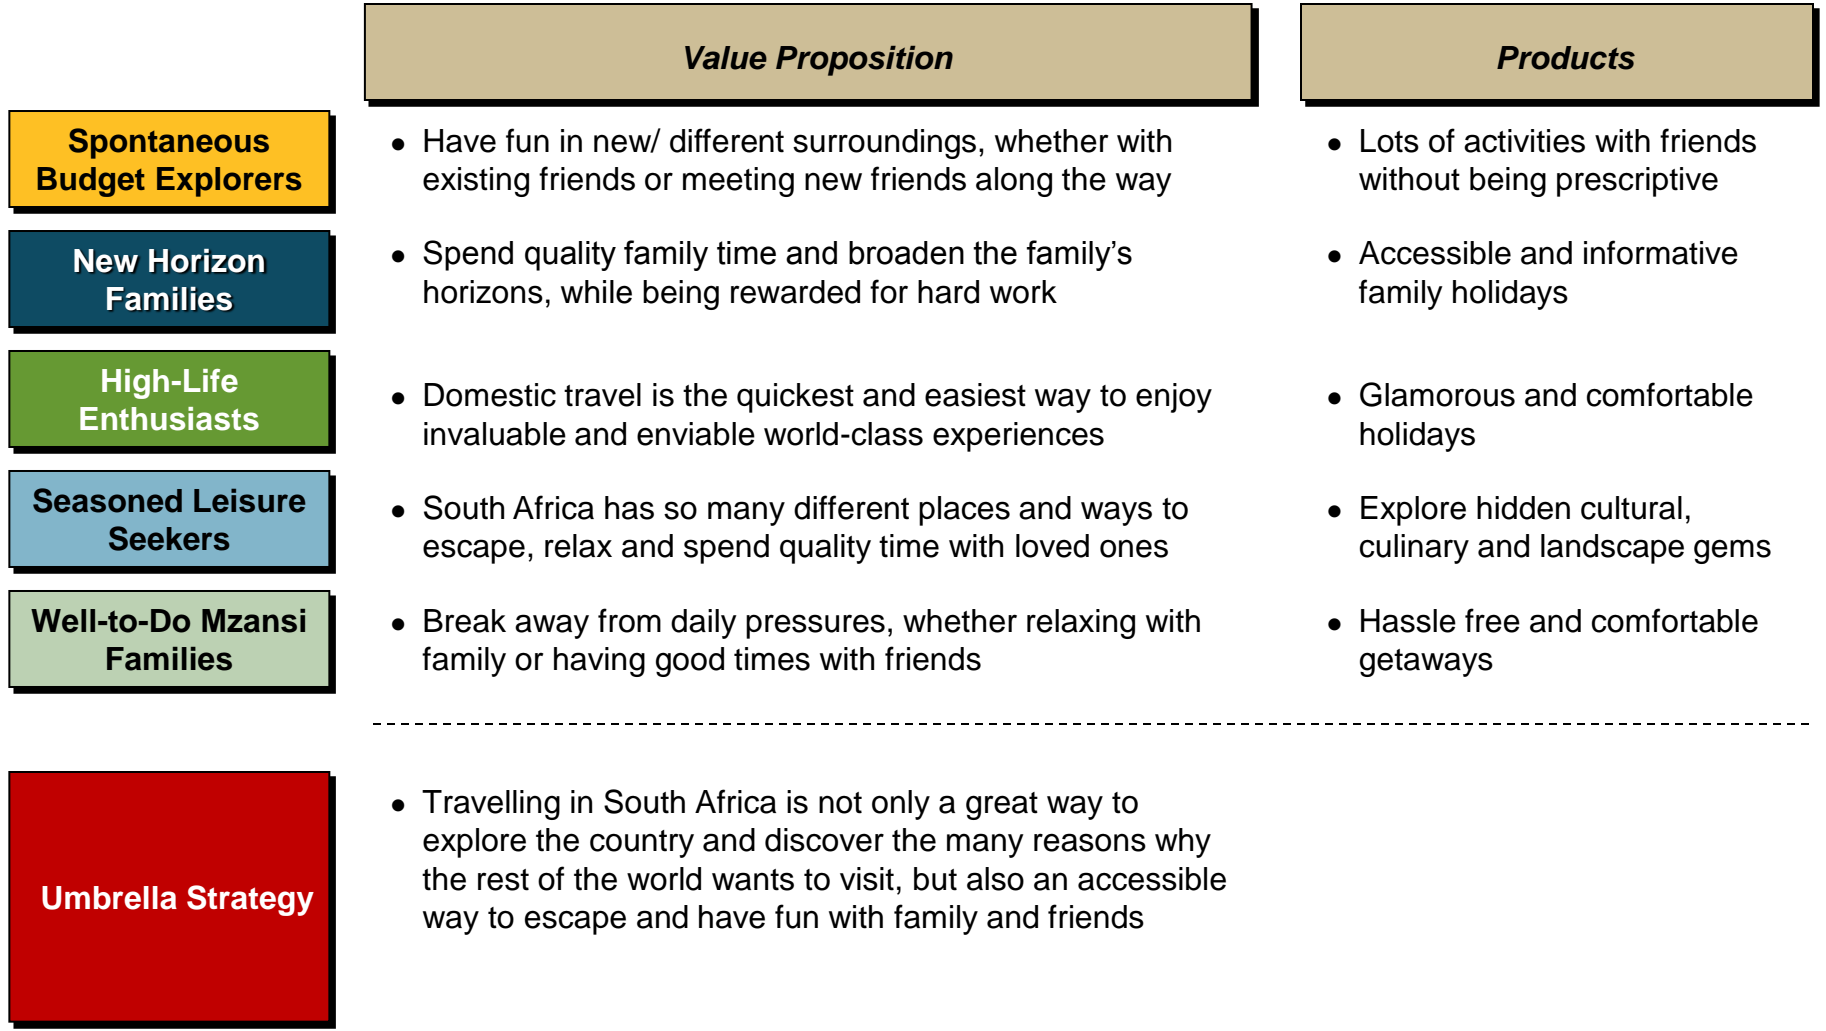 Value Proposition
Products
Spontaneous
Budget Explorers
● Have fun in new/ different surroundings, whether with
existing friends or meeting new friends along the way
● Lots of activities with friends
without being prescriptive
New Horizon
Families
● Spend quality family time and broaden the family’s
horizons, while being rewarded for hard work
● Accessible and informative
family holidays
High-Life
Enthusiasts
● Domestic travel is the quickest and easiest way to enjoy
invaluable and enviable world-class experiences
● Glamorous and comfortable
holidays
Seasoned Leisure
Seekers
● South Africa has so many different places and ways to
escape, relax and spend quality time with loved ones
● Explore hidden cultural,
culinary and landscape gems
Well-to-Do Mzansi
Families
● Break away from daily pressures, whether relaxing with
family or having good times with friends
● Hassle free and comfortable
getaways
Umbrella Strategy
● Travelling in South Africa is not only a great way to
explore the country and discover the many reasons why
the rest of the world wants to visit, but also an accessible
way to escape and have fun with family and friends